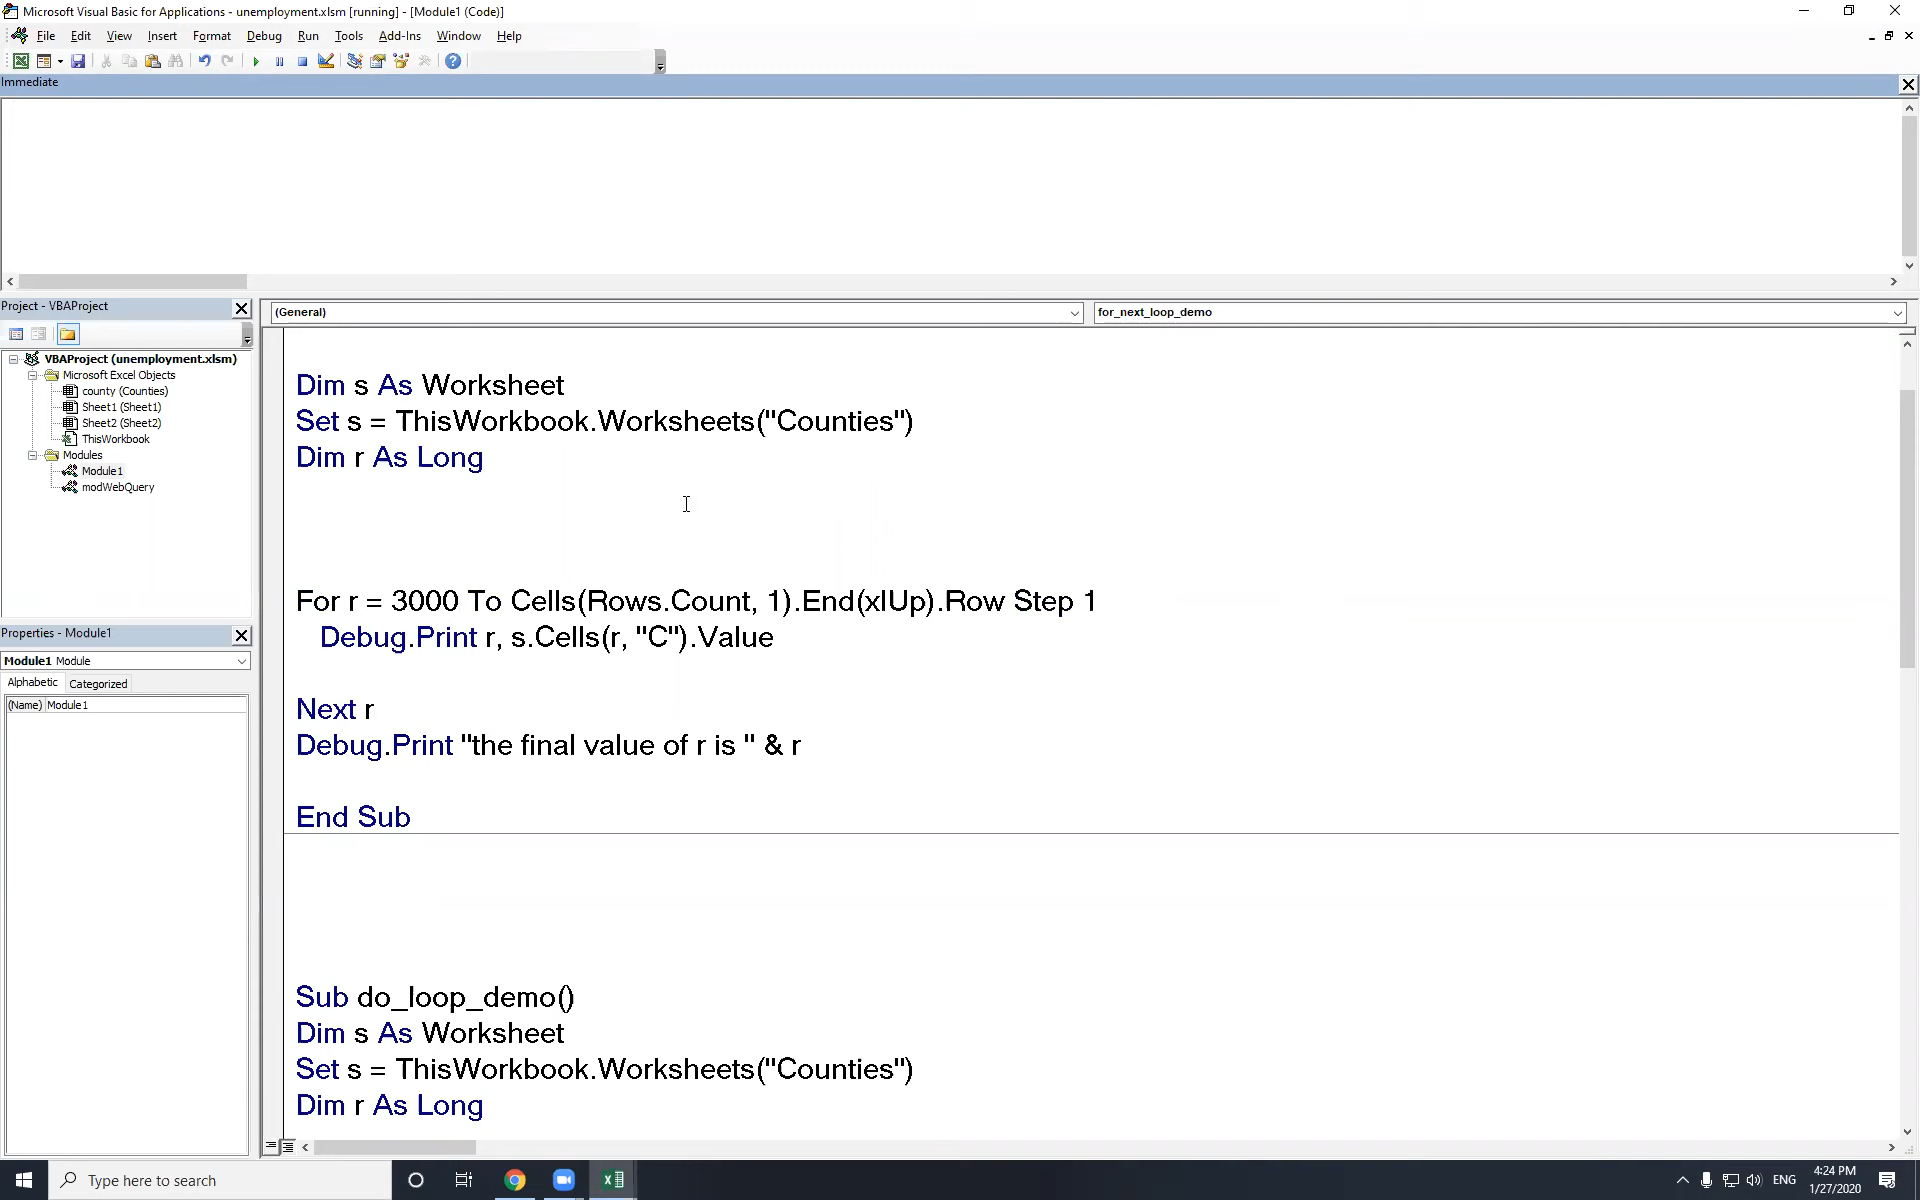 Microsoft Visual Basic for Applications - unemployment.xlsm [running] - [Module1 (Code)]
File Edit View Insert Format Debug Run Tools Add-Ins Window Help
Immediate
Project - VBAProject
VBAProject (unemployment.xlsm)
Microsoft Excel Objects
county (Counties)
Sheet1 (Sheet1)
Sheet2 (Sheet2)
ThisWorkbook
Modules
Module1
modWebQuery
Properties - Module1
Module1 Module
Alphabetic Categorized
(Name) Module1
(General) for_next_loop_demo
Dim s As Worksheet
Set s = ThisWorkbook.Worksheets("Counties")
Dim r As Long
For r = 3000 To Cells(Rows.Count, 1).End(xlUp).Row Step 1
Debug.Print r, s.Cells(r, "C").Value
Next r
Debug.Print "the final value of r is " & r
End Sub
Sub do_loop_demo()
Dim s As Worksheet
Set s = ThisWorkbook.Worksheets("Counties")
Dim r As Long
Type here to search
ENG
4:24 PM
1/27/2020